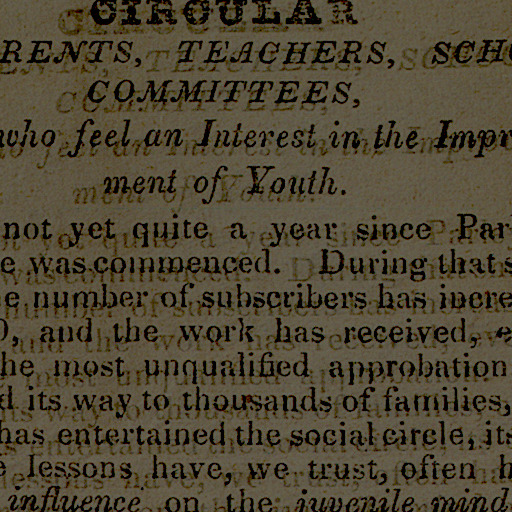 CIRCULAR
RENTS, TEACHERS, SCHO
COMMITTEES,
who feel an Interest in the Impr
ment of Youth.
not yet quite a year since Par
e was commenced. During that s
e number of subscribers has incre
0, and the work has received,
he most unqualified approbation
d its way to thousands of families,
has entertained the social circle, its
e lessons have, we trust, often h
influence on the juvenile mind